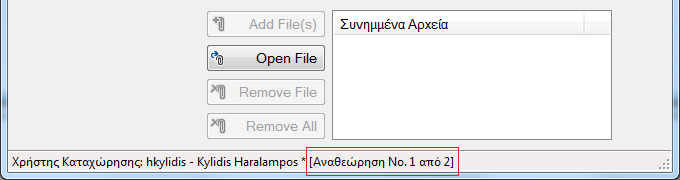 Add File(s)
Συνημμένα Αρχεία
Open File
Remove File
Remove All
Χρήστης Καταχώρησης: hkylidis - Kylidis Haralampos * [Αναθεώρηση No. 1 από 2]